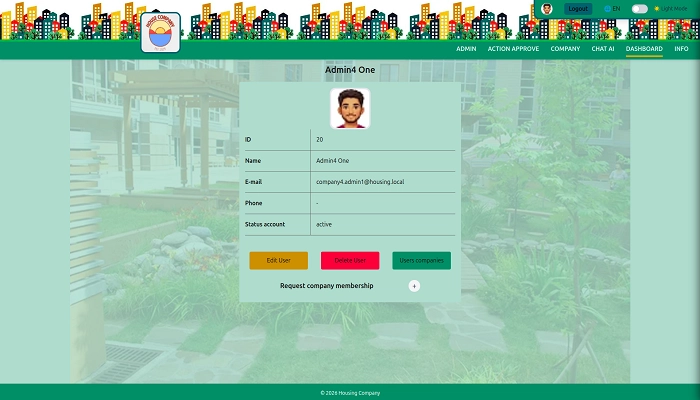 Logout
EN
Light Mode
HOUSE COMPANY
ADMIN
ACTION APPROVE
COMPANY
CHAT AI
DASHBOARD
INFO
Admin4 One
ID 20
Name Admin4 One
E-mail company4.admin1@housing.local
Phone -
Status account active
Edit User
Delete User
Users companies
Request company membership +
© 2026 Housing Company